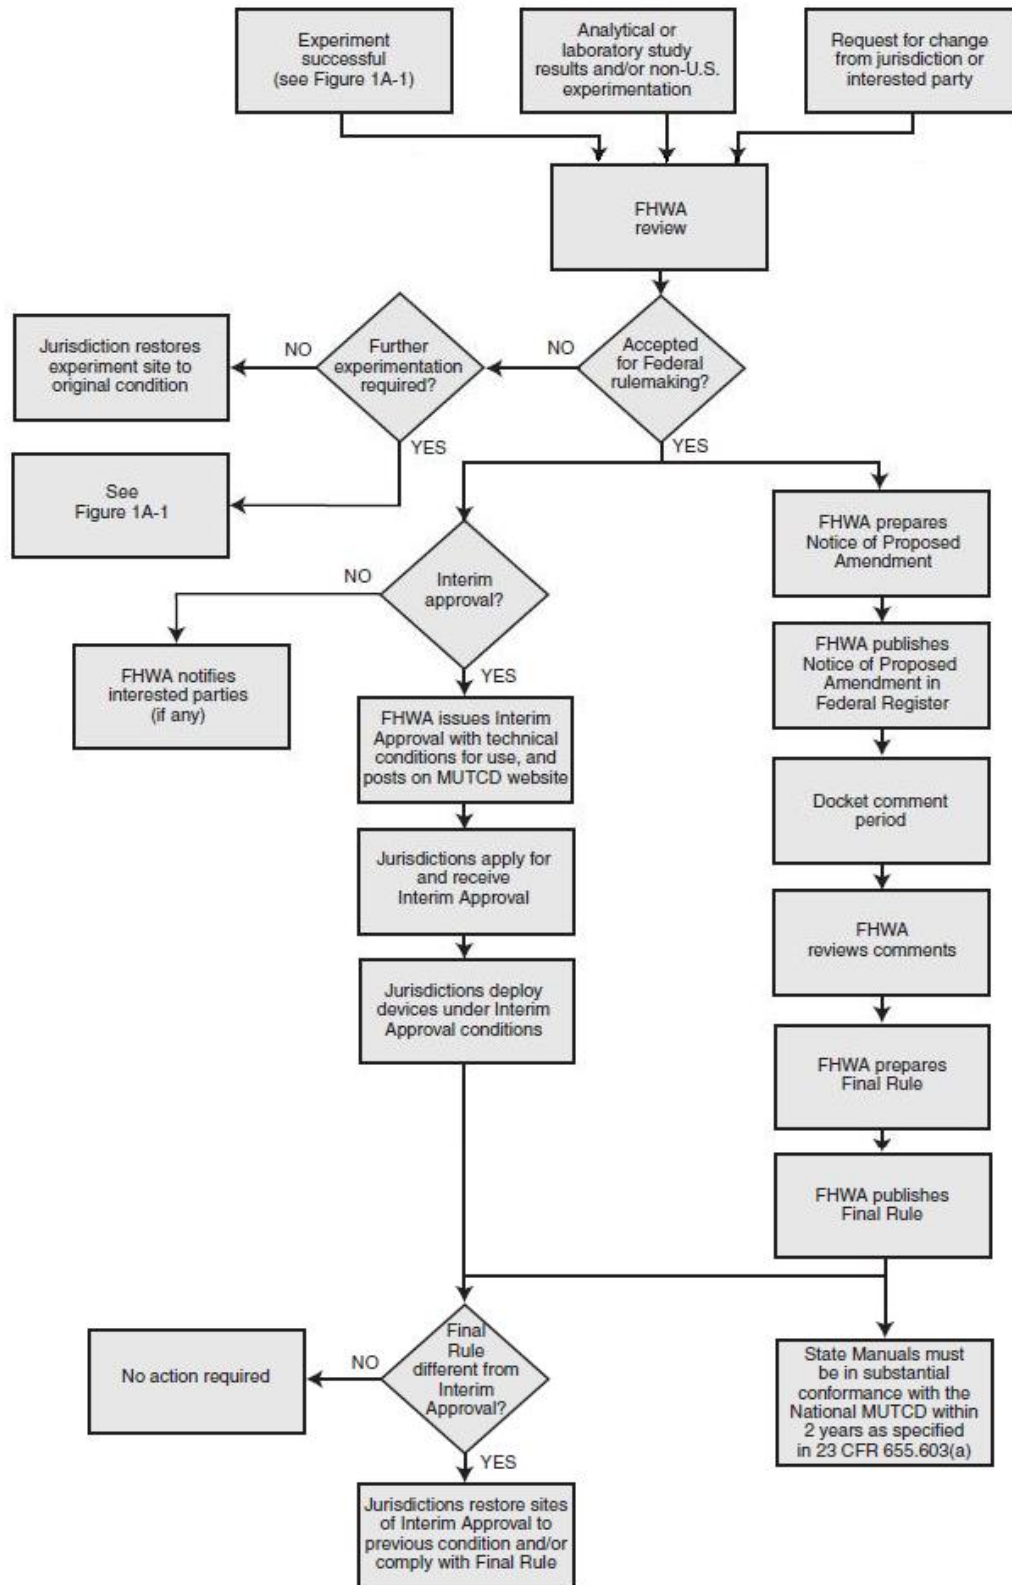 Experiment
successful
(see Figure 1A-1)
Analytical or
laboratory study
results and/or non-U.S.
experimentation
Request for change
from jurisdiction or
interested party
FHWA
review
Accepted
for Federal
rulemaking?
NO
Further
experimentation
required?
NO
Jurisdiction restores
experiment site to
original condition
YES
See
Figure 1A-1
YES
Interim
approval?
NO
FHWA notifies
interested parties
(if any)
YES
FHWA issues Interim
Approval with technical
conditions for use, and
posts on MUTCD website
Jurisdictions apply for
and receive
Interim Approval
Jurisdictions deploy
devices under Interim
Approval conditions
FHWA prepares
Notice of Proposed
Amendment
FHWA publishes
Notice of Proposed
Amendment in
Federal Register
Docket comment
period
FHWA
reviews comments
FHWA prepares
Final Rule
FHWA publishes
Final Rule
Final
Rule
different from
Interim
Approval?
NO
No action required
YES
Jurisdictions restore sites
of Interim Approval to
previous condition and/or
comply with Final Rule
State Manuals must
be in substantial
conformance with the
National MUTCD within
2 years as specified
in 23 CFR 655.603(a)